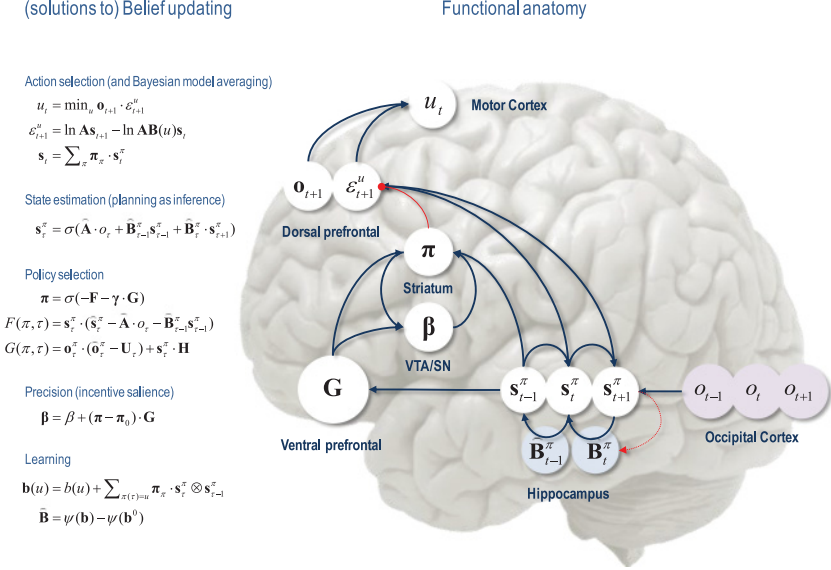 (solutions to) Belief updating
Functional anatomy
Action selection (and Bayesian model averaging)
u_t = min_u o_{t+1} · ε^u_{t+1}
ε^u_{t+1} = ln As_{t+1} − ln AB(u)s_t
s_t = ∑_π π_π · s^π_t
State estimation (planning as inference)
s^π_τ = σ(Â · o_τ + B̂^π_{τ−1}s^π_{τ−1} + B̂^π_τ · s^π_{τ+1})
Policy selection
π = σ(−F − γ · G)
F(π,τ) = s^π_τ · (ŝ^π_τ − Â · o_τ − B̂^π_{τ−1}s^π_{τ−1})
G(π,τ) = o^π_τ · (ô^π_τ − U_τ) + s^π_τ · H
Precision (incentive salience)
β = β + (π − π_0) · G
Learning
b(u) = b(u) + ∑_{π(τ)=u} π_π · s^π_τ ⊗ s^π_{τ−1}
B̂ = ψ(b) − ψ(b^0)
u_t
Motor Cortex
o_{t+1} ε^u_{t+1}
Dorsal prefrontal
π
Striatum
β
VTA/SN
G
Ventral prefrontal
s^π_{t−1} s^π_t s^π_{t+1}
o_{t−1} o_t o_{t+1}
Occipital Cortex
B̂^π_{t−1} B̂^π_t
Hippocampus